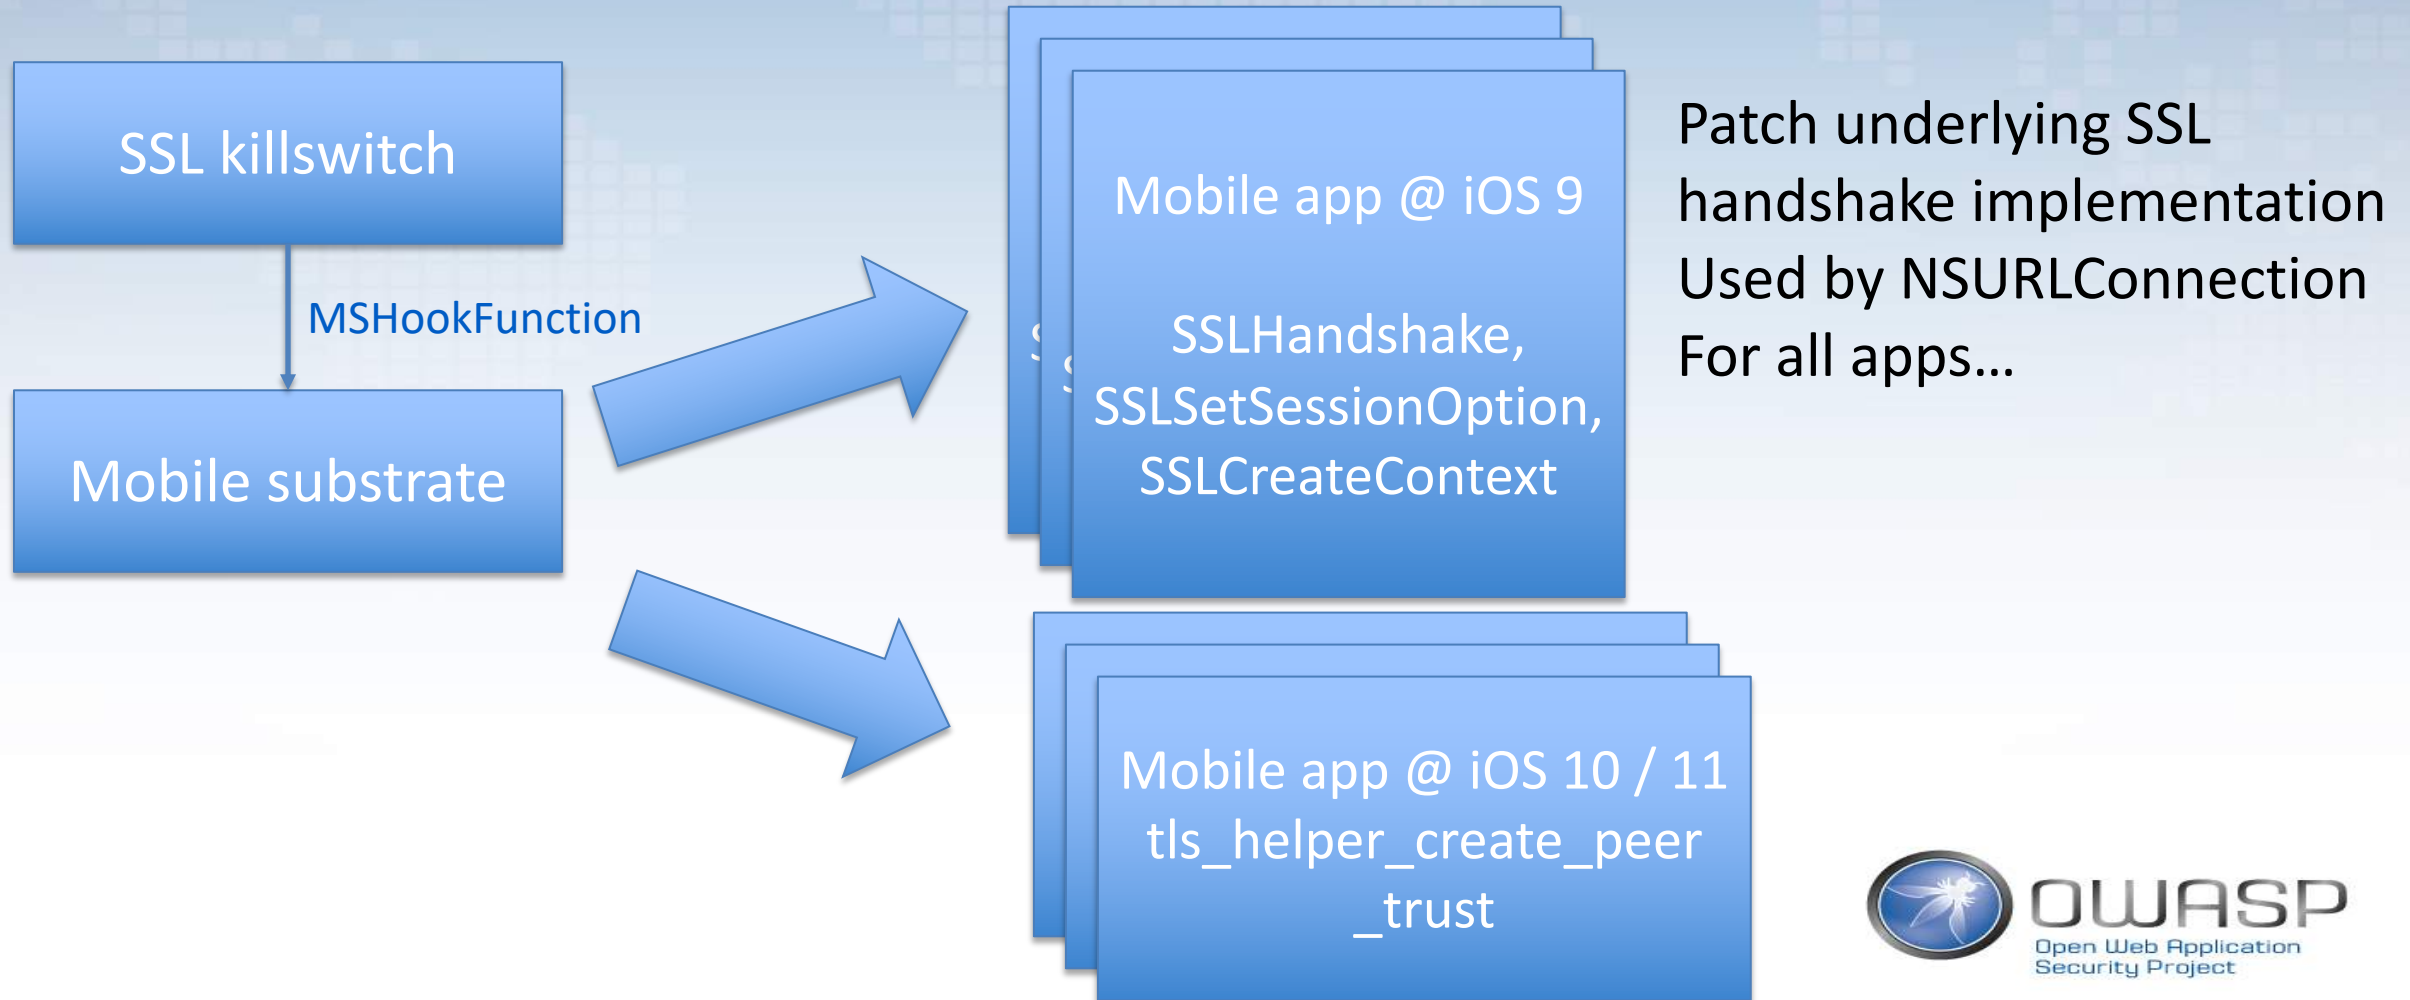 SSL killswitch
MSHookFunction
Mobile substrate
Mobile app @ iOS 9
SSLHandshake,
SSLSetSessionOption,
SSLCreateContext
Patch underlying SSL
handshake implementation
Used by NSURLConnection
For all apps…
Mobile app @ iOS 10 / 11
tls_helper_create_peer
_trust
OWASP
Open Web Application
Security Project